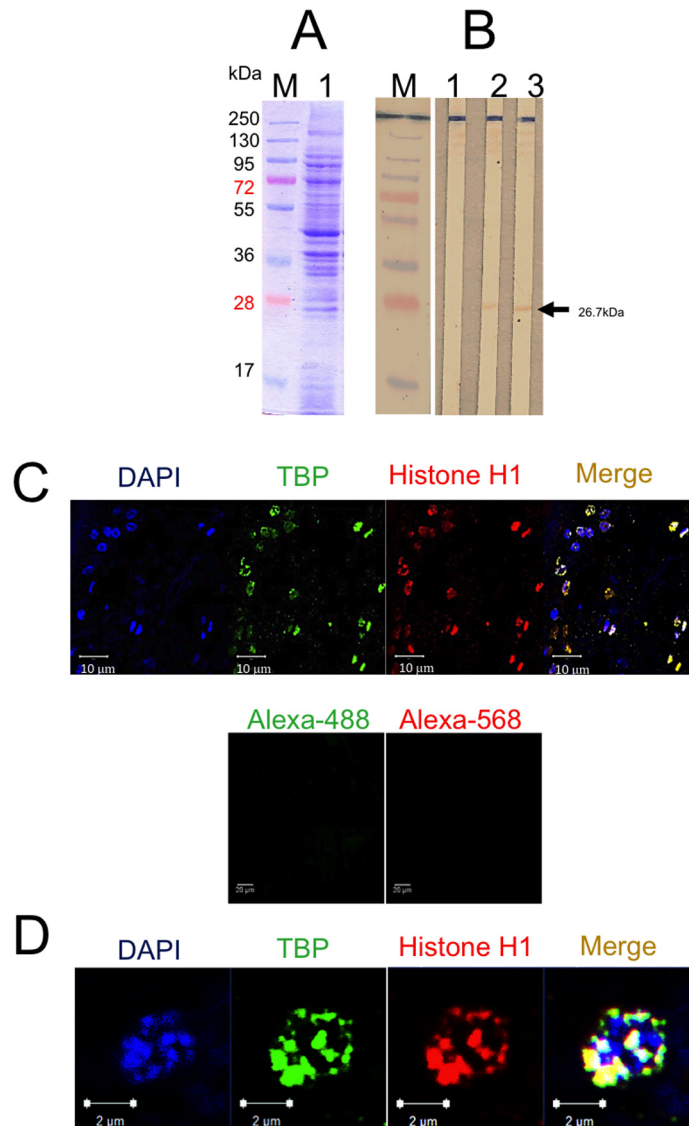 A B
kDa M 1 M 1 2 3
250
130
95
72
55
36
28
17
26.7kDa
C
DAPI TBP Histone H1 Merge
10 µm 10 µm 10 µm 10 µm
Alexa-488 Alexa-568
20 µm 20 µm
D
DAPI TBP Histone H1 Merge
2 µm 2 µm 2 µm 2 µm